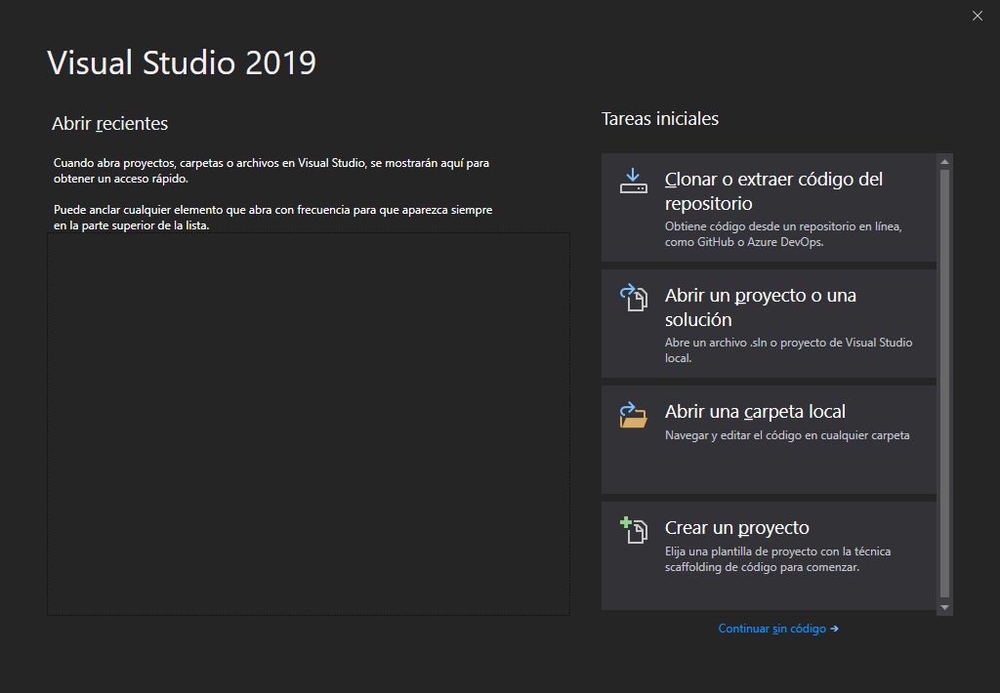 Visual Studio 2019
Abrir recientes
Cuando abra proyectos, carpetas o archivos en Visual Studio, se mostrarán aquí para
obtener un acceso rápido.
Puede anclar cualquier elemento que abra con frecuencia para que aparezca siempre
en la parte superior de la lista.
Tareas iniciales
Clonar o extraer código del
repositorio
Obtiene código desde un repositorio en línea,
como GitHub o Azure DevOps.
Abrir un proyecto o una
solución
Abre un archivo .sln o proyecto de Visual Studio
local.
Abrir una carpeta local
Navegar y editar el código en cualquier carpeta
Crear un proyecto
Elija una plantilla de proyecto con la técnica
scaffolding de código para comenzar.
Continuar sin código →